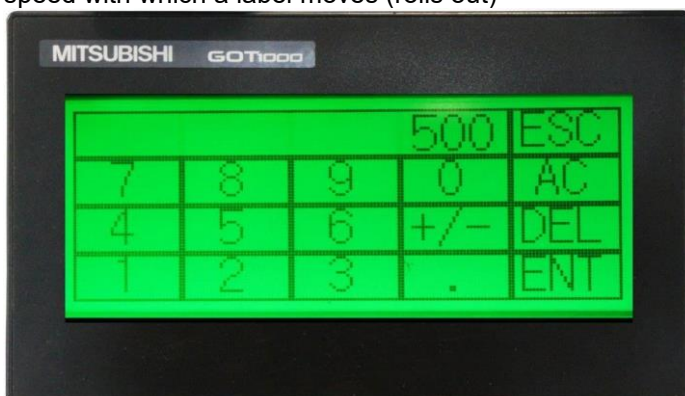 speed with which a label moves (rolls out)
MITSUBISHI GOT1000
500 ESC
7 8 9 0 AC
4 5 6 +/- DEL
1 2 3 . ENT